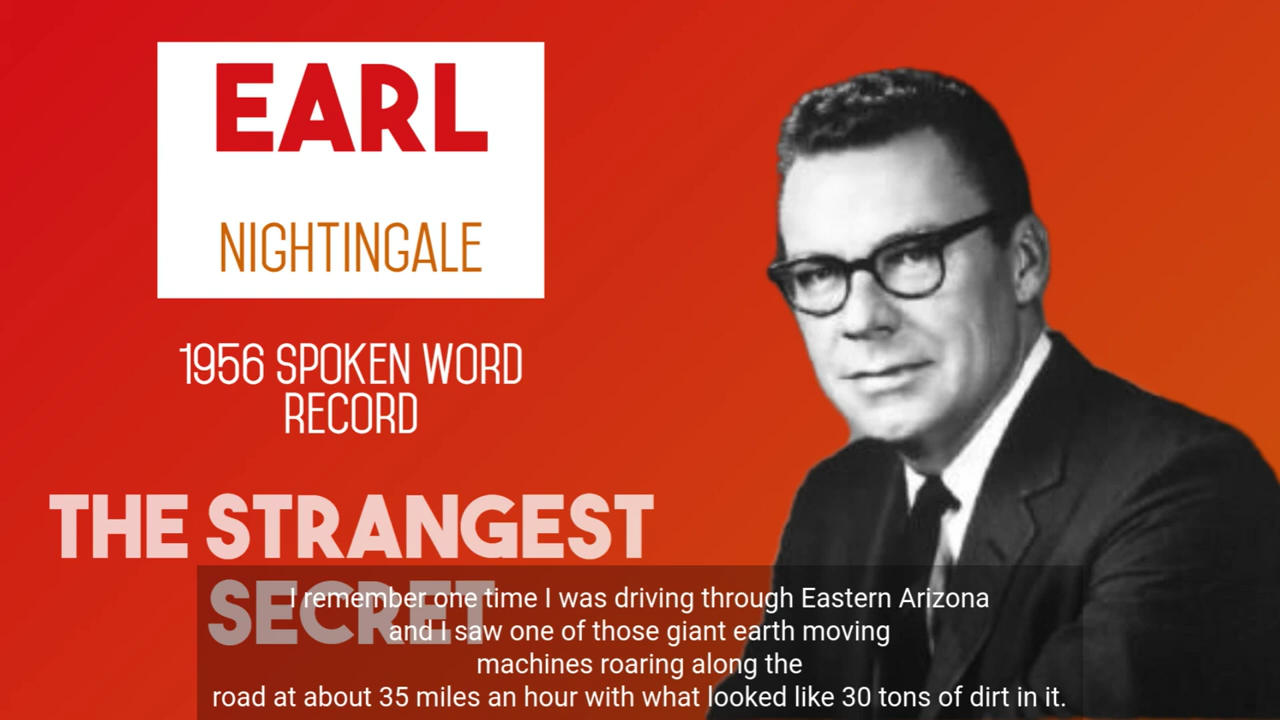 EARL
NIGHTINGALE
1956 SPOKEN WORD
RECORD
THE STRANGEST
SECRET
I remember one time I was driving through Eastern Arizona
and I saw one of those giant earth moving
machines roaring along the
road at about 35 miles an hour with what looked like 30 tons of dirt in it.